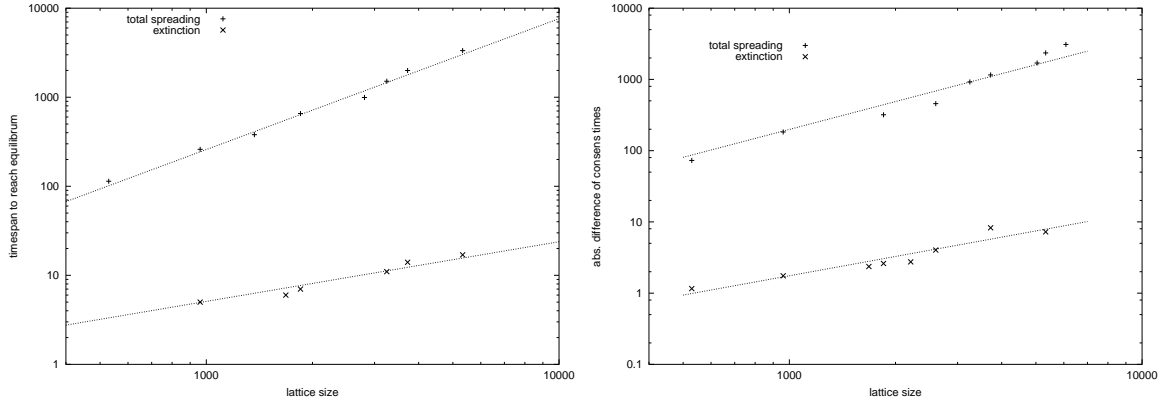 total spreading
extinction
timespan to reach equilibrum
10000
1000
100
10
1
1000
10000
lattice size
total spreading
extinction
abs. difference of consens times
10000
1000
100
10
1
0.1
1000
10000
lattice size